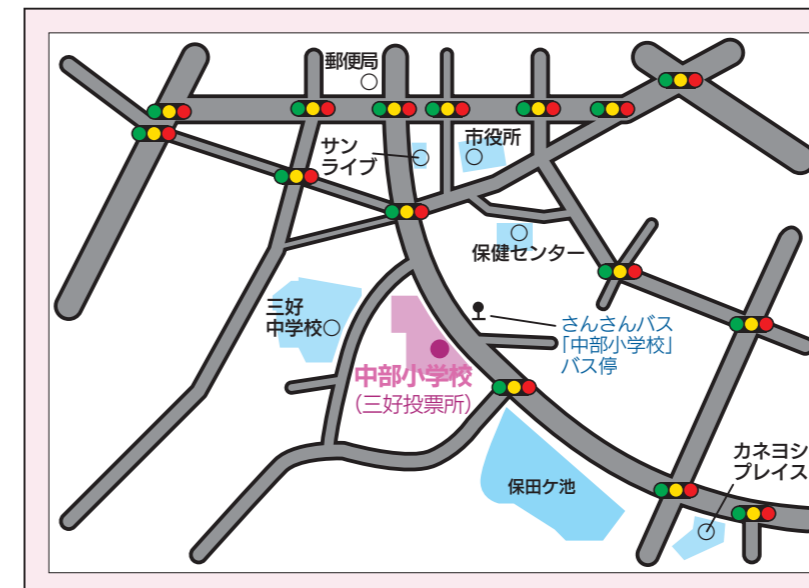 郵便局
サン
ライブ
市役所
保健センター
三好
中学校
さんさんバス
「中部小学校」
バス停
中部小学校
(三好投票所)
保田ケ池
カネヨシ
プレイス